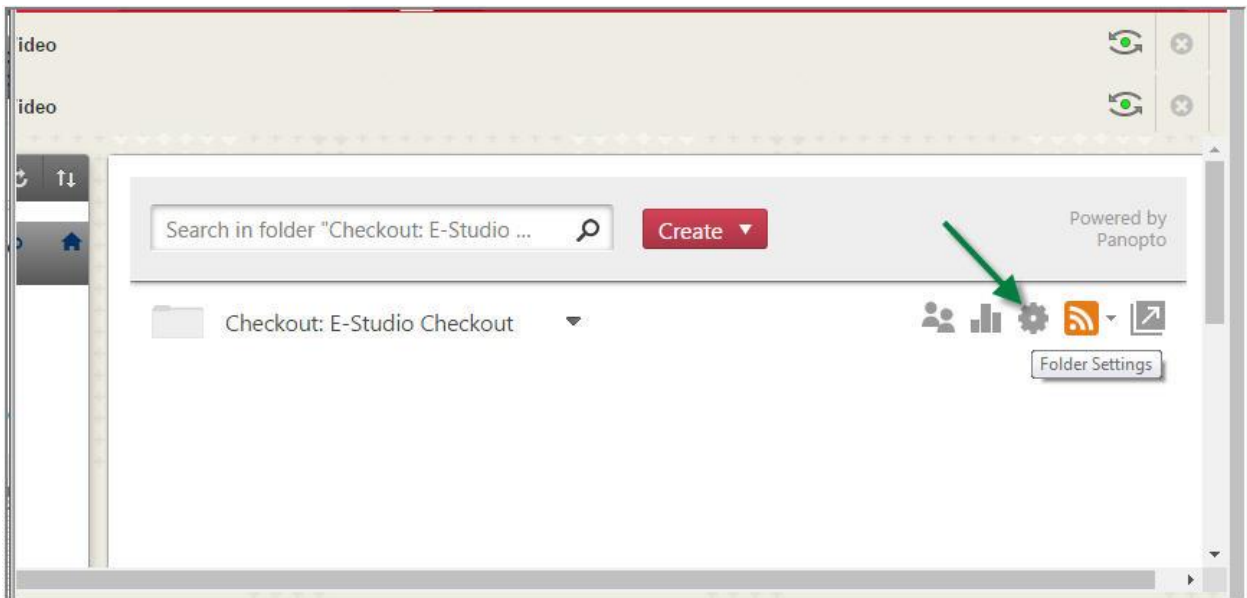 ideo
ideo
Search in folder "Checkout: E-Studio ...
Create
Powered by
Panopto
Checkout: E-Studio Checkout
Folder Settings